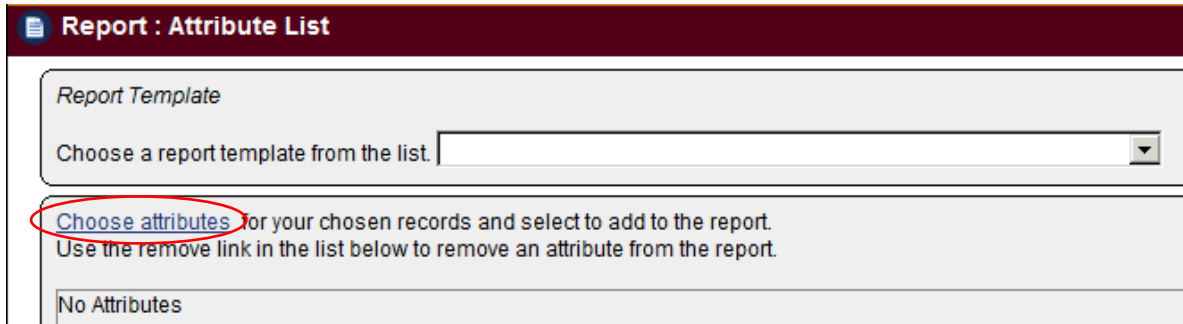 Report : Attribute List
Report Template
Choose a report template from the list.
Choose attributes for your chosen records and select to add to the report.
Use the remove link in the list below to remove an attribute from the report.
No Attributes